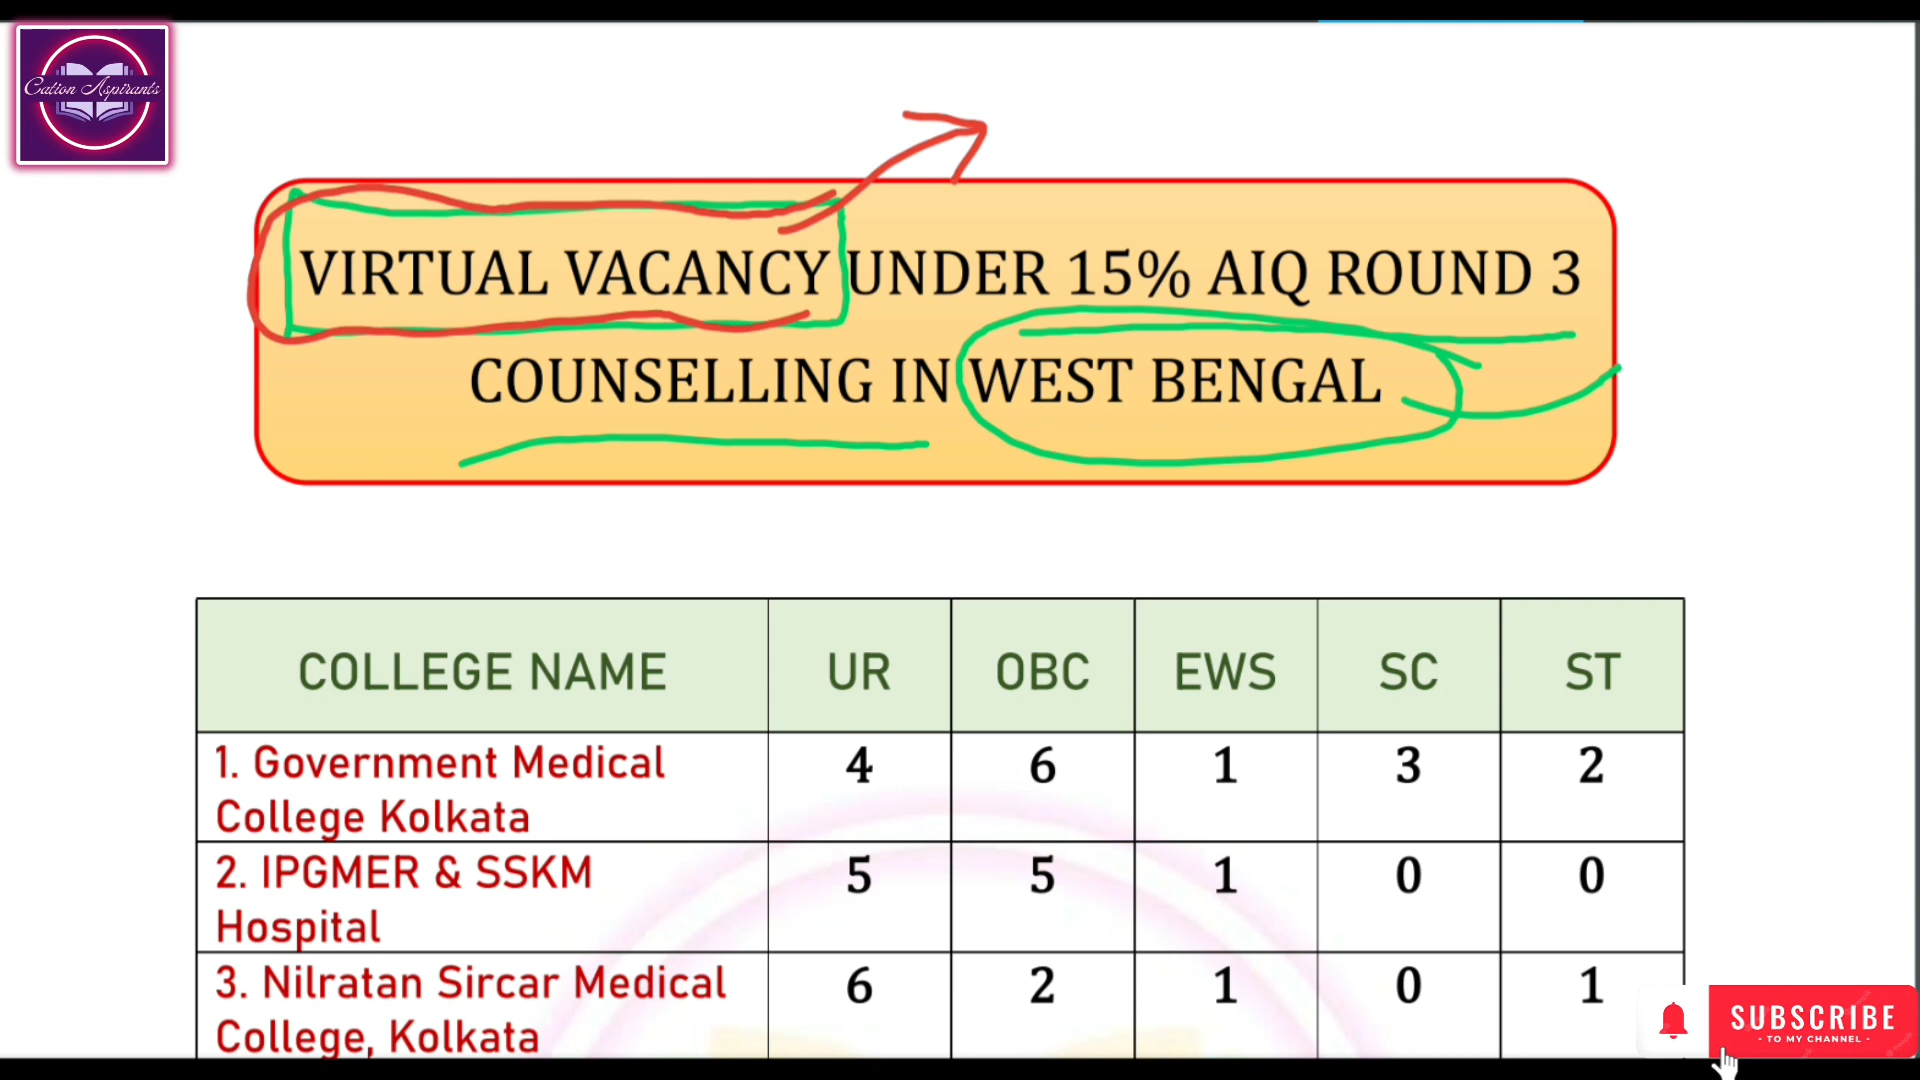 Cation Aspirants
VIRTUAL VACANCY UNDER 15% AIQ ROUND 3
COUNSELLING IN WEST BENGAL
COLLEGE NAME UR OBC EWS SC ST
1. Government Medical 4 6 1 3 2
College Kolkata
2. IPGMER & SSKM 5 5 1 0 0
Hospital
3. Nilratan Sircar Medical 6 2 1 0 1
College, Kolkata
SUBSCRIBE
- TO MY CHANNEL -